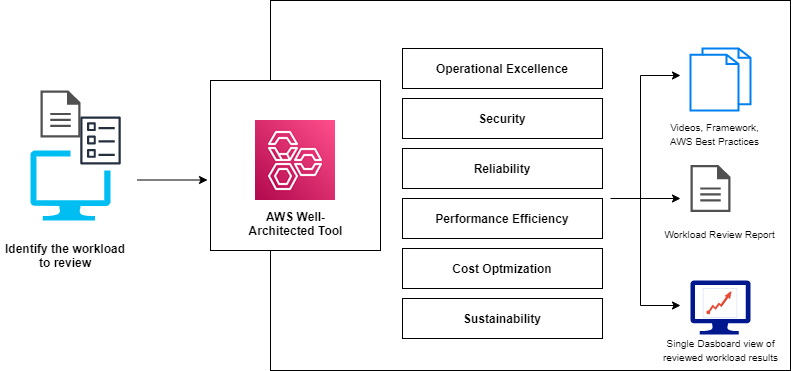 Identify the workload
to review
AWS Well-
Architected Tool
Operational Excellence
Security
Reliability
Performance Efficiency
Cost Optmization
Sustainability
Videos, Framework,
AWS Best Practices
Workload Review Report
Single Dasboard view of
reviewed workload results